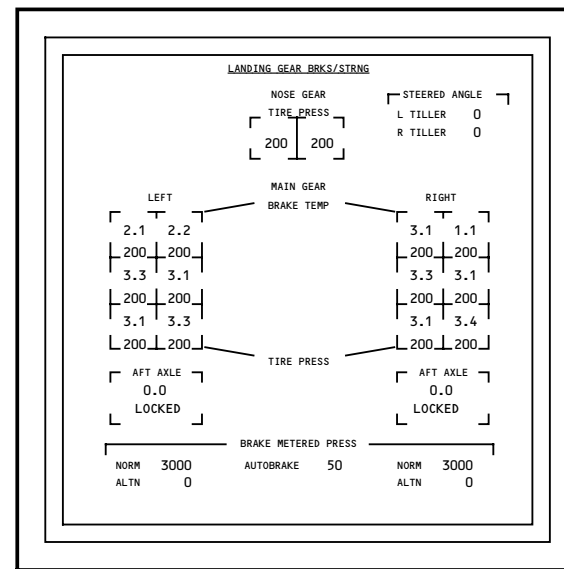 LANDING GEAR BRKS/STRNG
NOSE GEAR
TIRE PRESS
200 200
STEERED ANGLE
L TILLER 0
R TILLER 0
MAIN GEAR
BRAKE TEMP
LEFT
2.1 2.2
200 200
3.3 3.1
200 200
3.1 3.3
200 200
RIGHT
3.1 1.1
200 200
3.3 3.1
200 200
3.1 3.4
200 200
TIRE PRESS
AFT AXLE
0.0
LOCKED
AFT AXLE
0.0
LOCKED
BRAKE METERED PRESS
NORM 3000 AUTOBRAKE 50 NORM 3000
ALTN 0 ALTN 0